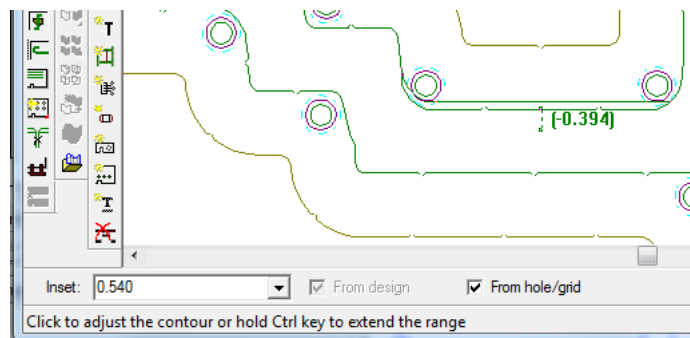 (-0.394)
Inset: 0.540 From design From hole/grid
Click to adjust the contour or hold Ctrl key to extend the range